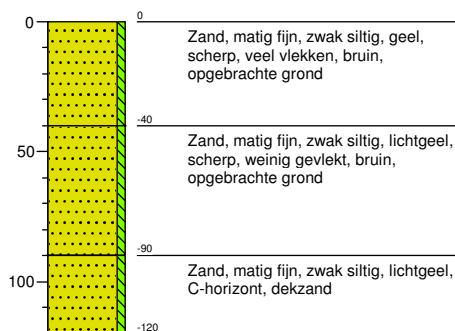 0
0
Zand, matig fijn, zwak siltig, geel,
scherp, veel vlekken, bruin,
opgebrachte grond
-40
Zand, matig fijn, zwak siltig, lichtgeel,
scherp, weinig gevlekt, bruin,
opgebrachte grond
50
-90
Zand, matig fijn, zwak siltig, lichtgeel,
C-horizont, dekzand
100
-120